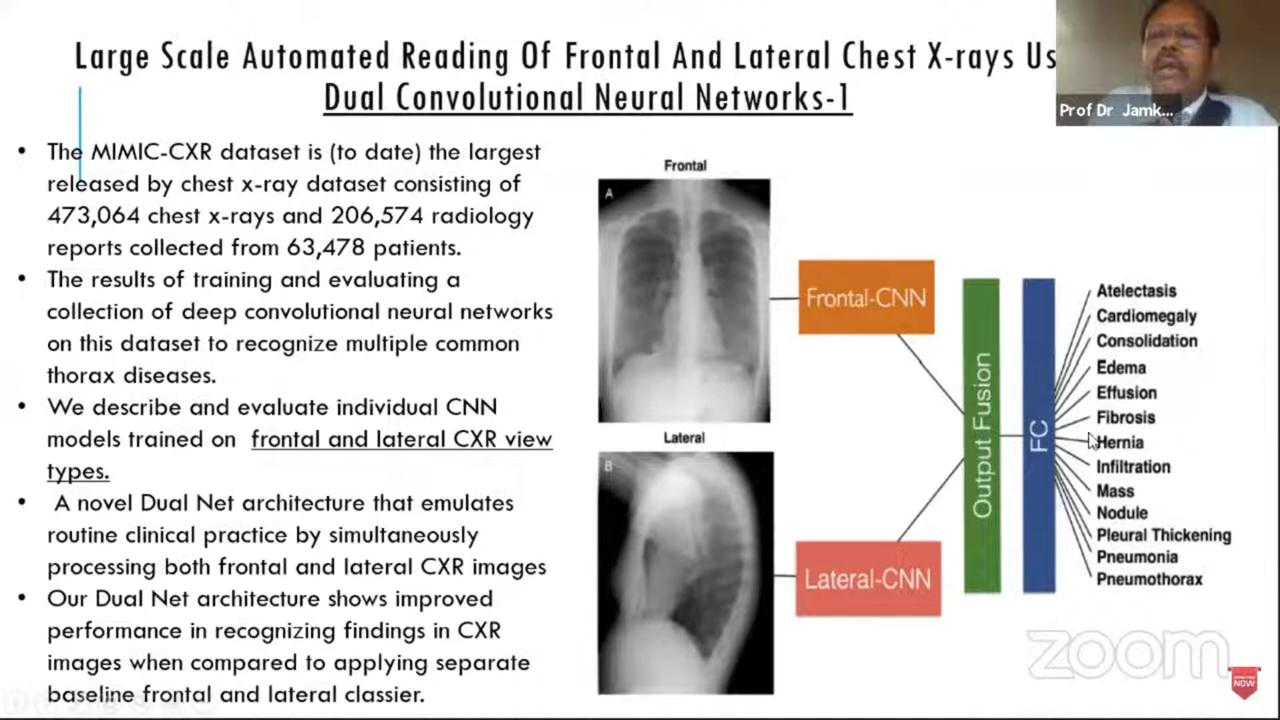 Large Scale Automated Reading Of Frontal And Lateral Chest X-rays Us
Dual Convolutional Neural Networks-1
Prof Dr Jamk...
• The MIMIC-CXR dataset is (to date) the largest
released by chest x-ray dataset consisting of
473,064 chest x-rays and 206,574 radiology
reports collected from 63,478 patients.
• The results of training and evaluating a
collection of deep convolutional neural networks
on this dataset to recognize multiple common
thorax diseases.
• We describe and evaluate individual CNN
models trained on frontal and lateral CXR view
types.
• A novel Dual Net architecture that emulates
routine clinical practice by simultaneously
processing both frontal and lateral CXR images
• Our Dual Net architecture shows improved
performance in recognizing findings in CXR
images when compared to applying separate
baseline frontal and lateral classier.
Frontal
A
Lateral
B
Frontal-CNN
Lateral-CNN
Output Fusion
FC
Atelectasis
Cardiomegaly
Consolidation
Edema
Effusion
Fibrosis
Hernia
Infiltration
Mass
Nodule
Pleural Thickening
Pneumonia
Pneumothorax
zoom
NOW